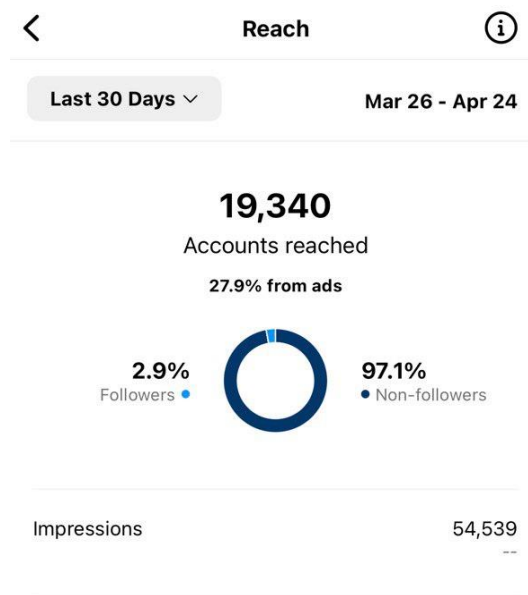 Reach
Last 30 Days
Mar 26 - Apr 24
19,340
Accounts reached
27.9% from ads
2.9%
Followers
97.1%
Non-followers
Impressions
54,539
--